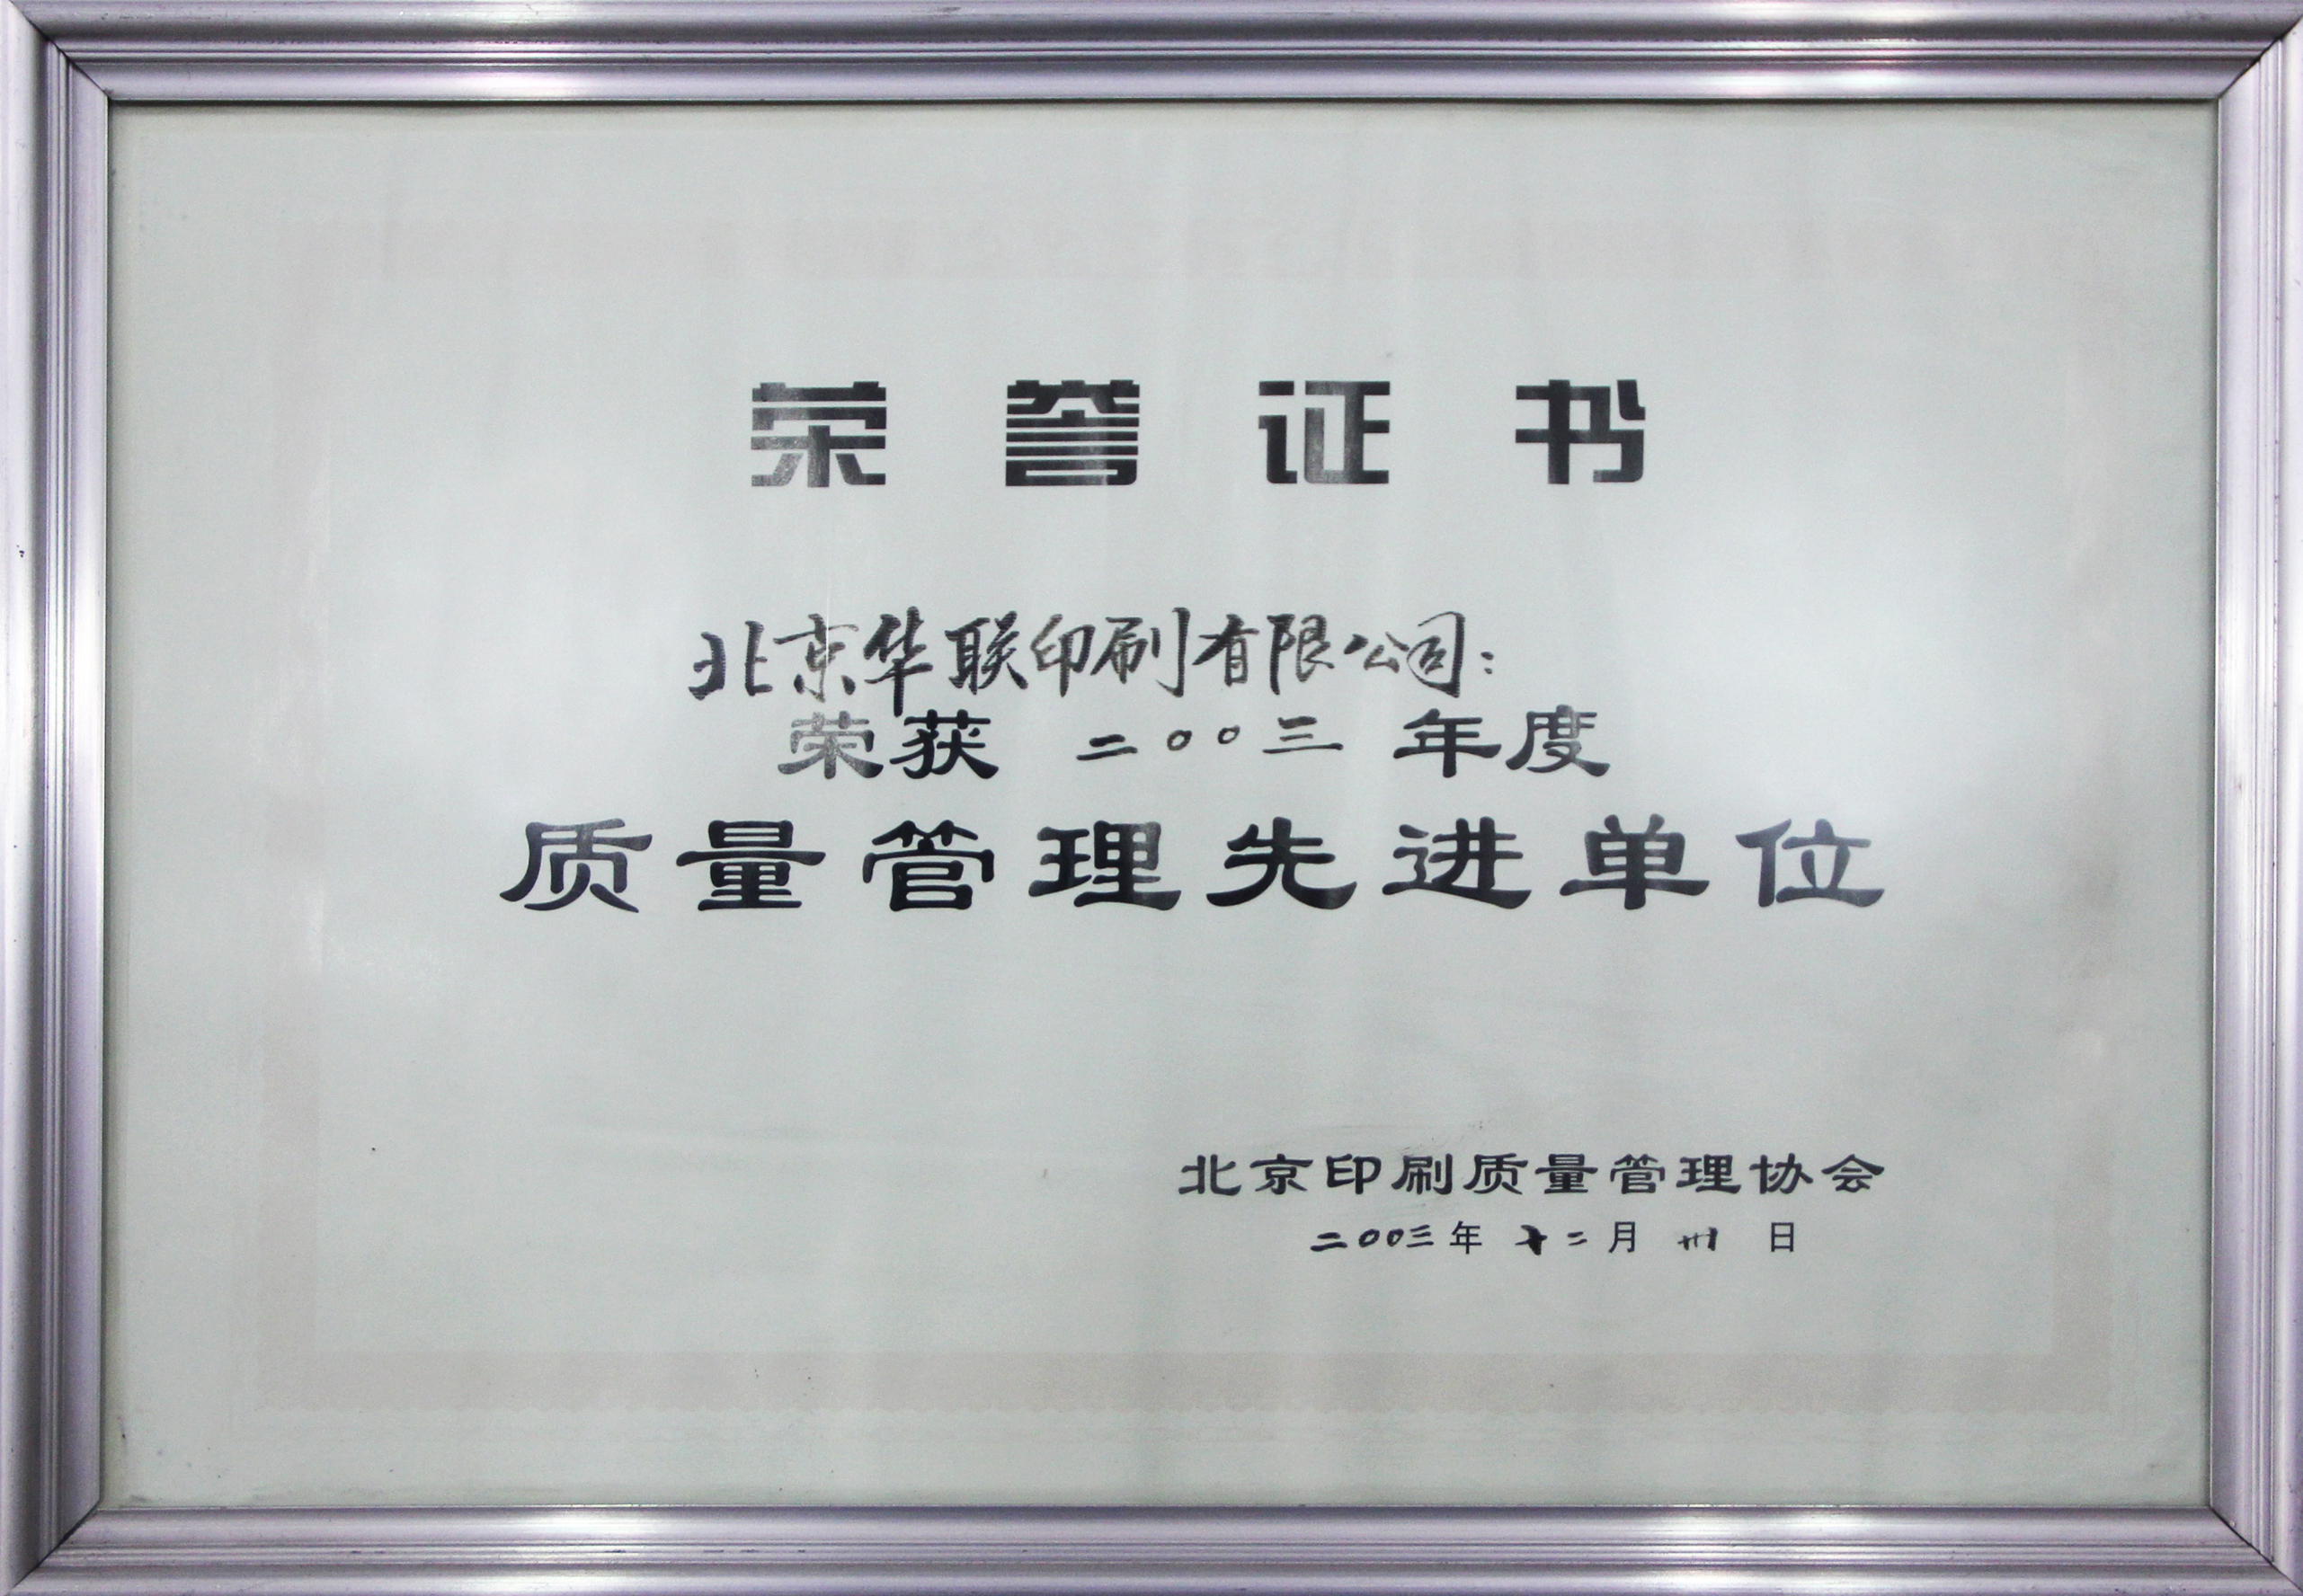 荣誉证书
北京华联印刷有限公司：
荣获 二〇〇三 年度
质量管理先进单位
北京印刷质量管理协会
二〇〇三年 十二月 卅 日